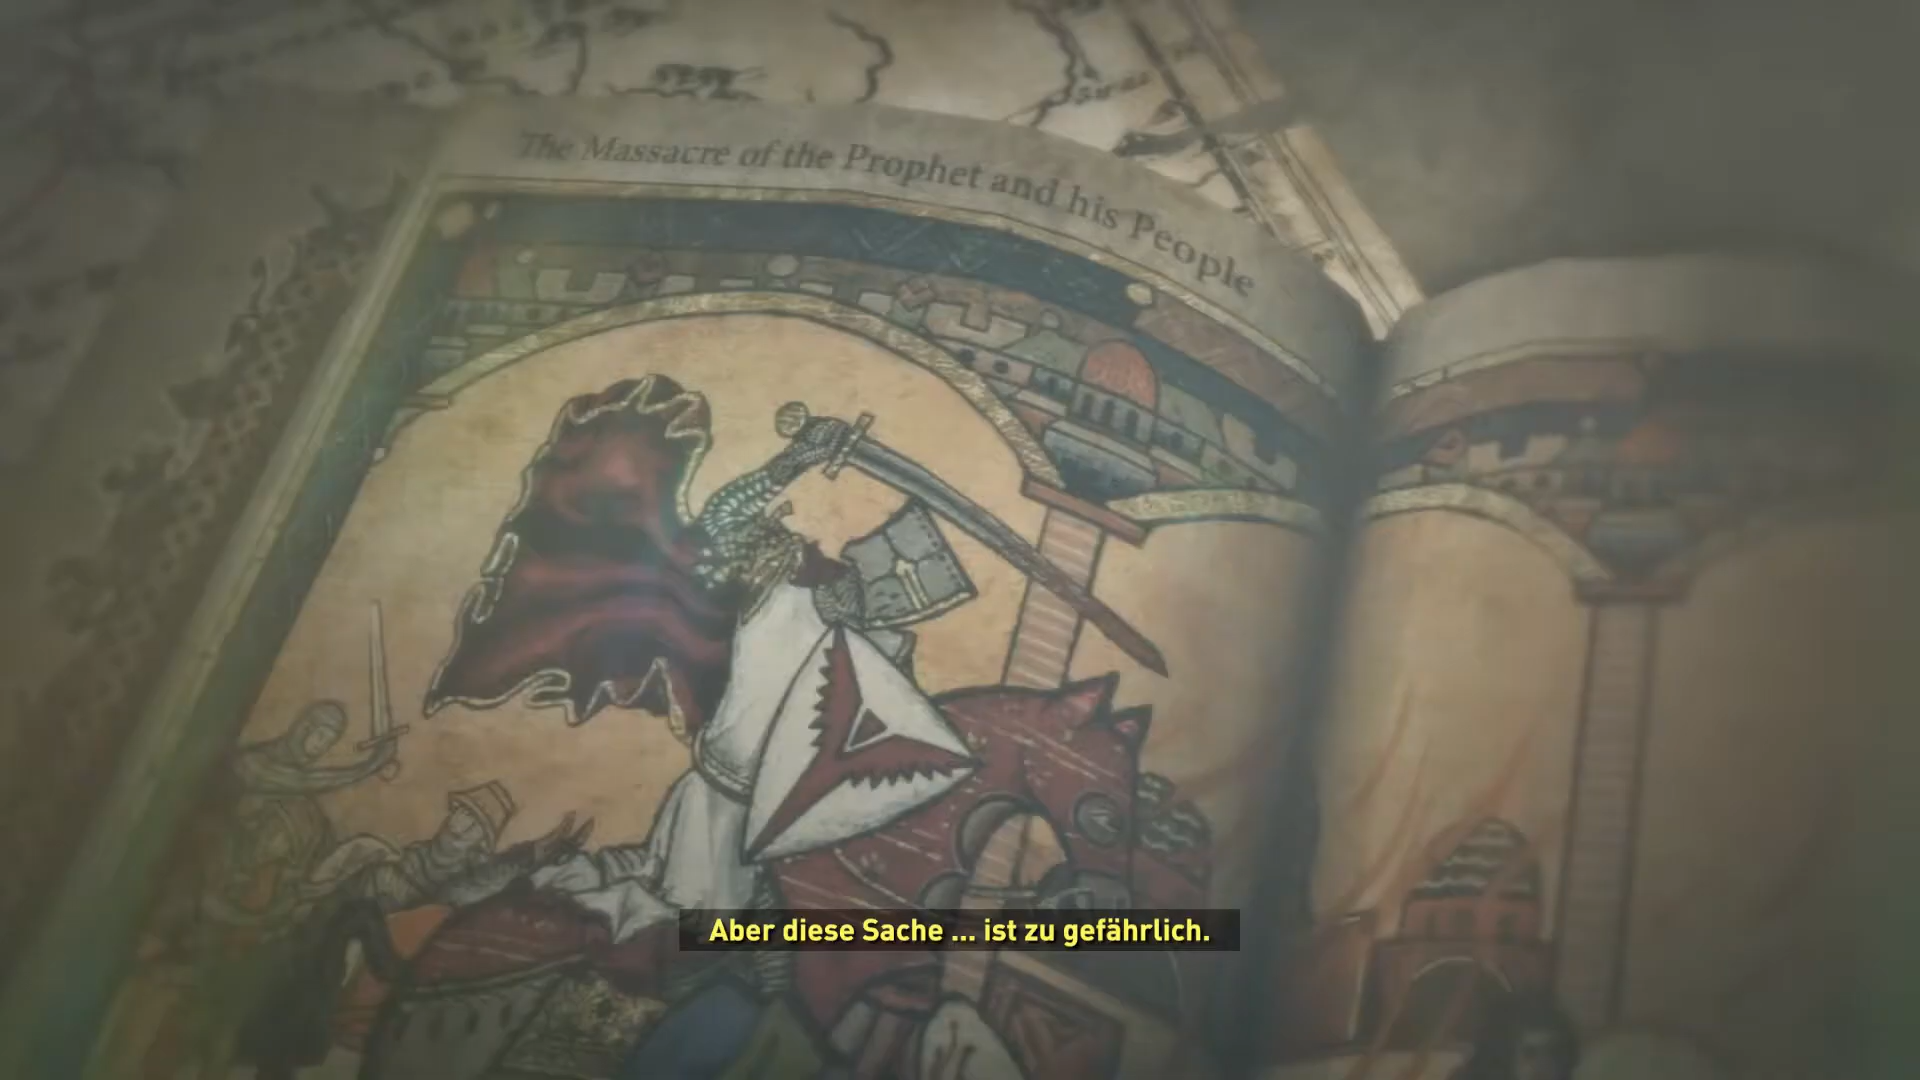 The Massacre of the Prophet and his People
Aber diese Sache ... ist zu gefährlich.